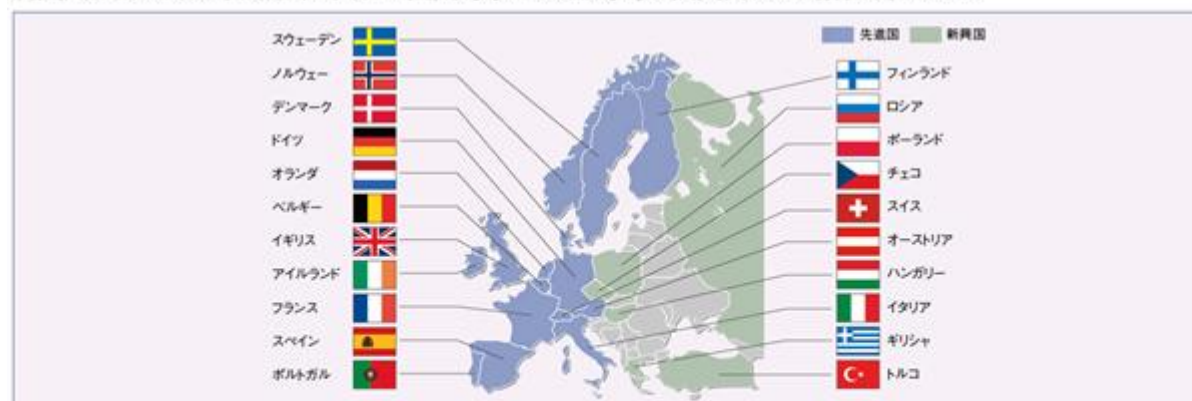 先進国 新興国
スウェーデン
ノルウェー
デンマーク
ドイツ
オランダ
ベルギー
イギリス
アイルランド
フランス
スペイン
ポルトガル
フィンランド
ロシア
ポーランド
チェコ
スイス
オーストリア
ハンガリー
イタリア
ギリシャ
トルコ